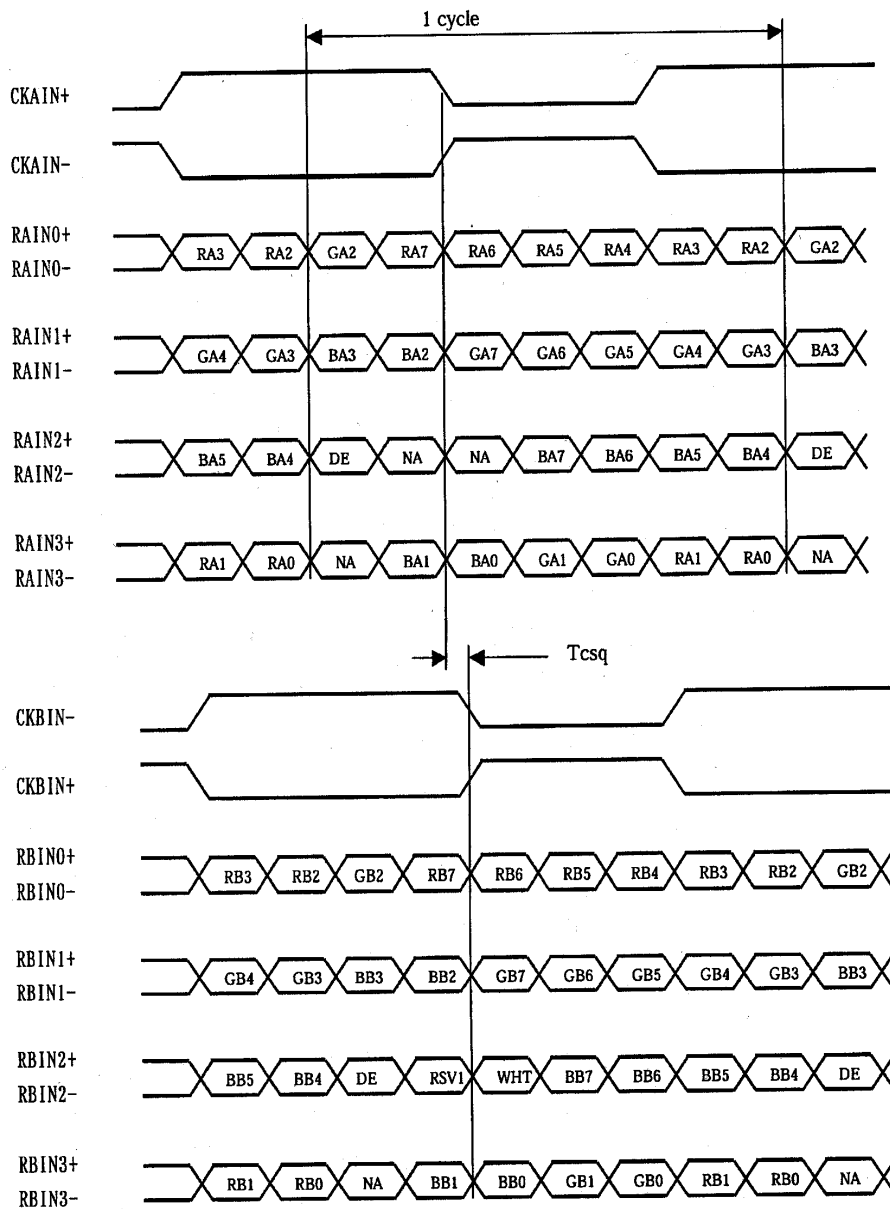 1 cycle
CKAIN+
CKAIN-
RAIN0+
RA3 RA2 GA2 RA7 RA6 RA5 RA4 RA3 RA2 GA2
RAIN0-
RAIN1+
GA4 GA3 BA3 BA2 GA7 GA6 GA5 GA4 GA3 BA3
RAIN1-
RAIN2+
BA5 BA4 DE NA NA BA7 BA6 BA5 BA4 DE
RAIN2-
RAIN3+
RA1 RA0 NA BA1 BA0 GA1 GA0 RA1 RA0 NA
RAIN3-
Tcsq
CKBIN-
CKBIN+
RBIN0+
RB3 RB2 GB2 RB7 RB6 RB5 RB4 RB3 RB2 GB2
RBIN0-
RBIN1+
GB4 GB3 BB3 BB2 GB7 GB6 GB5 GB4 GB3 BB3
RBIN1-
RBIN2+
BB5 BB4 DE RSV1 WHT BB7 BB6 BB5 BB4 DE
RBIN2-
RBIN3+
RB1 RB0 NA BB1 BB0 GB1 GB0 RB1 RB0 NA
RBIN3-